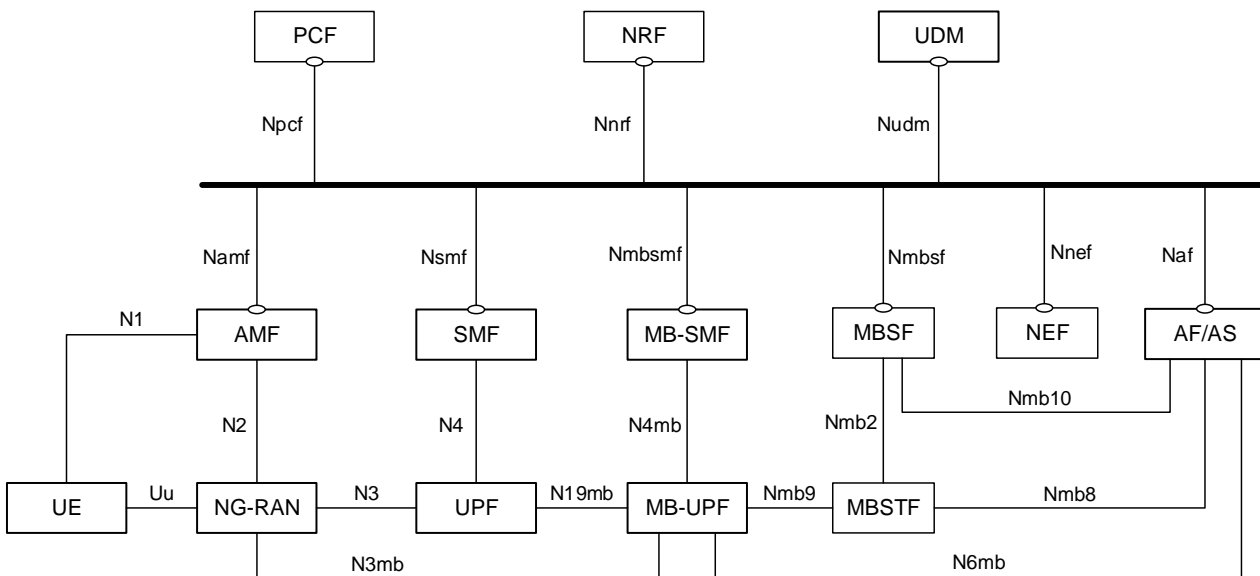 PCF
NRF
UDM
Npcf
Nnrf
Nudm
Namf
Nsmf
Nmbsmf
Nmbsf
Nnef
Naf
N1
AMF
SMF
MB-SMF
MBSF
NEF
AF/AS
Nmb10
N2
N4
N4mb
Nmb2
Uu
N3
N19mb
Nmb9
Nmb8
UE
NG-RAN
UPF
MB-UPF
MBSTF
N3mb
N6mb